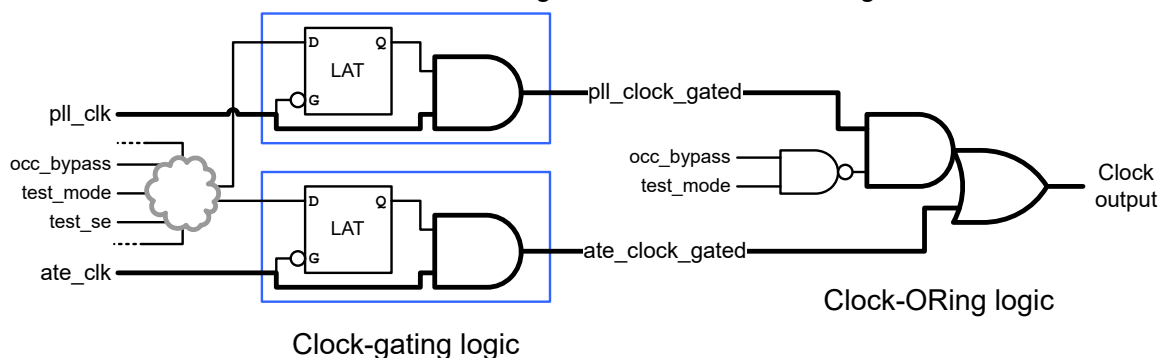 D
Q
LAT
G
pll_clk
pll_clock_gated
occ_bypass
test_mode
test_se
occ_bypass
test_mode
Clock
output
D
Q
LAT
G
ate_clk
ate_clock_gated
Clock-ORing logic
Clock-gating logic